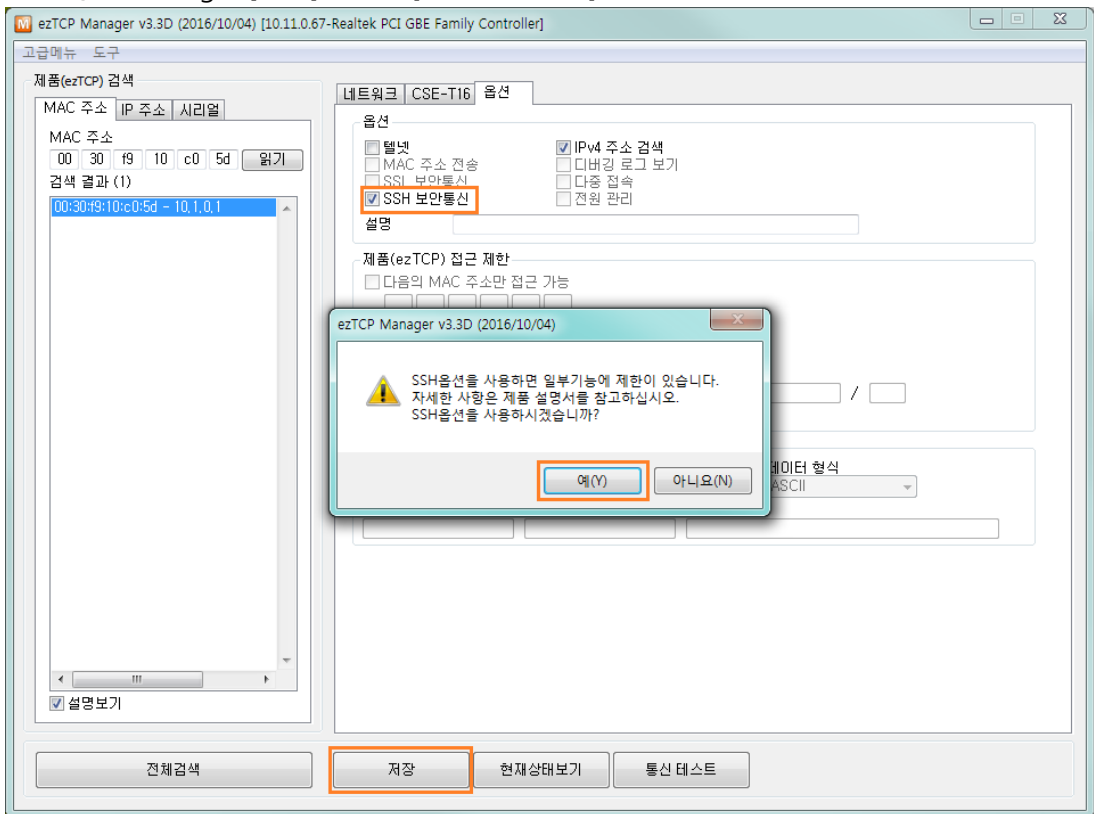 ezTCP Manager v3.3D (2016/10/04) [10.11.0.67-Realtek PCI GBE Family Controller]
고급메뉴 도구
제품(ezTCP) 검색
MAC 주소 IP 주소 시리얼
MAC 주소
00 30 f9 10 c0 5d 읽기
검색 결과 (1)
00:30:f9:10:c0:5d - 10,1,0,1
설명보기
네트워크 CSE-T16 옵션
옵션
텔넷 IPv4 주소 검색
MAC 주소 전송 디버깅 로그 보기
SSL 보안통신 다중 접속
SSH 보안통신 전원 관리
설명
제품(ezTCP) 접근 제한
다음의 MAC 주소만 접근 가능
ezTCP Manager v3.3D (2016/10/04)
SSH옵션을 사용하면 일부기능에 제한이 있습니다.
자세한 사항은 제품 설명서를 참고하십시오.
SSH옵션을 사용하시겠습니까?
예(Y) 아니요(N)
/
형식
ASCII
전체검색 저장 현재상태보기 통신 테스트